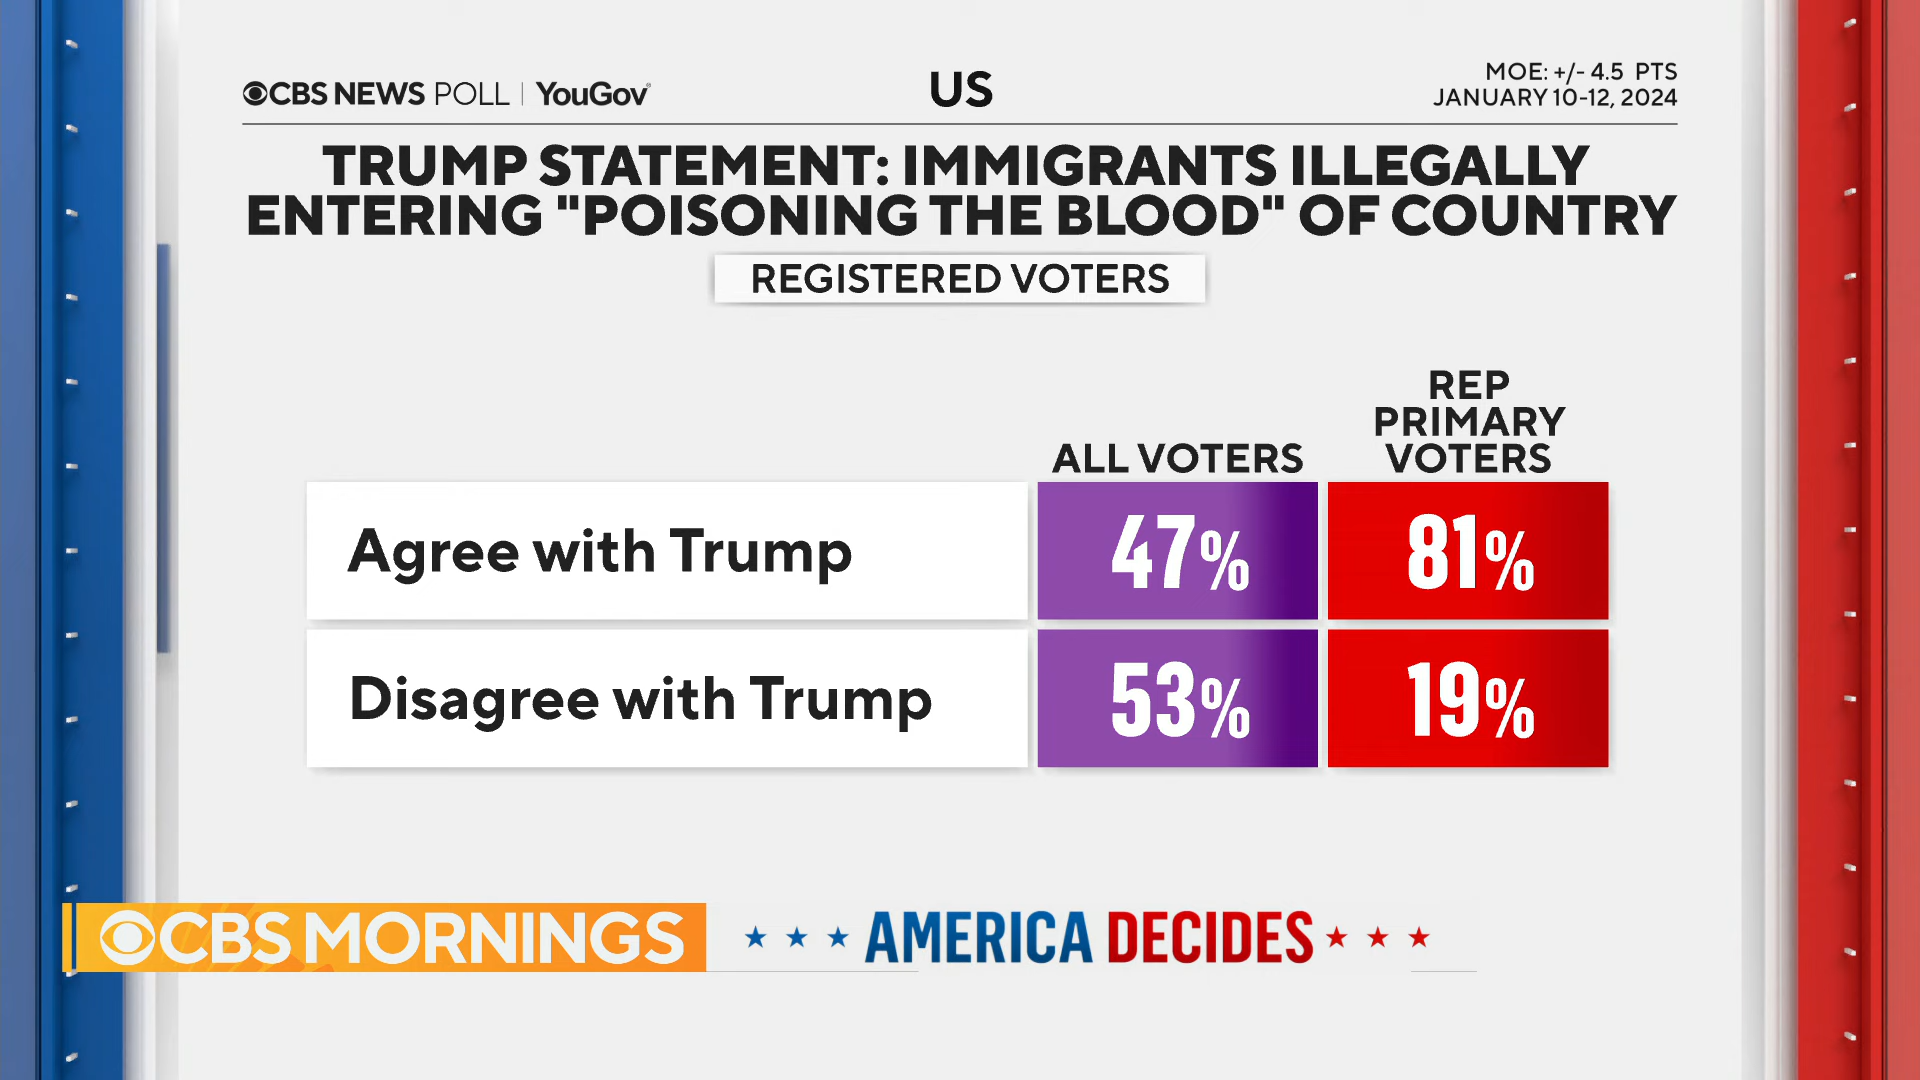 CBS NEWS POLL | YouGov
US
MOE: +/- 4.5 PTS
JANUARY 10-12, 2024
TRUMP STATEMENT: IMMIGRANTS ILLEGALLY
ENTERING "POISONING THE BLOOD" OF COUNTRY
REGISTERED VOTERS
ALL VOTERS
REP
PRIMARY
VOTERS
Agree with Trump 47% 81%
Disagree with Trump 53% 19%
CBS MORNINGS
AMERICA DECIDES